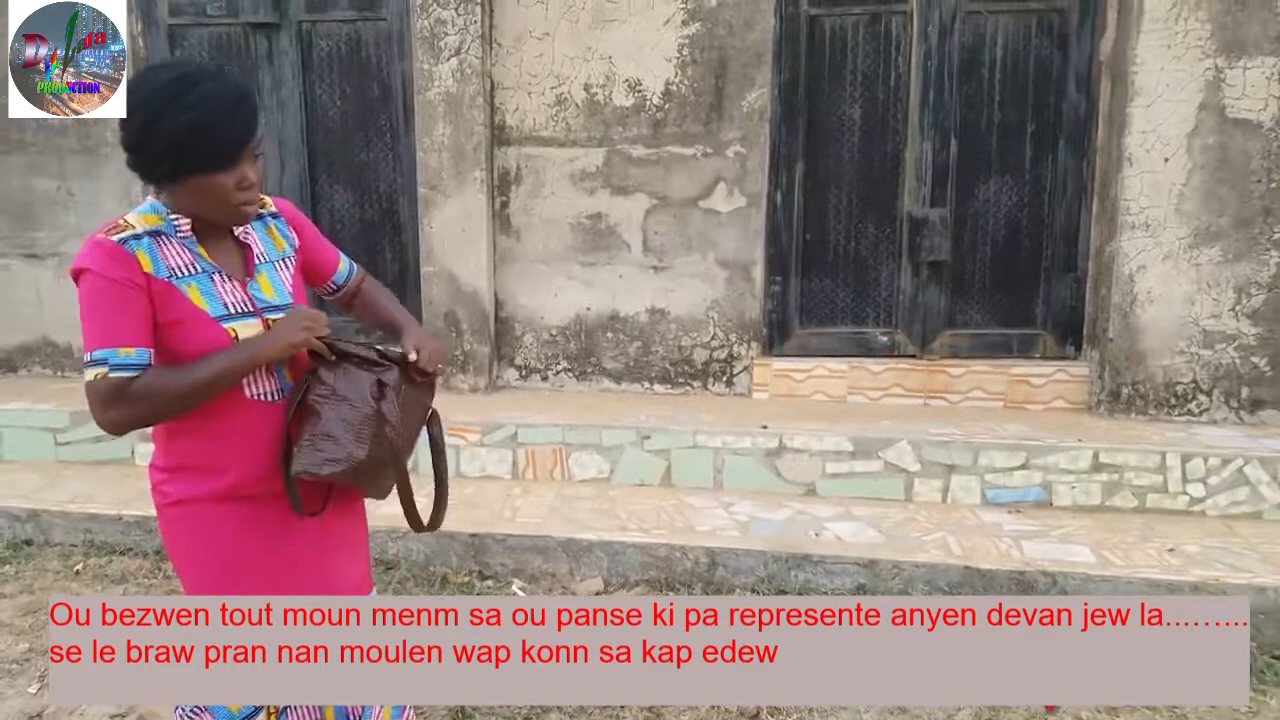 PRODUCTION
Ou bezwen tout moun menm sa ou panse ki pa represente anyen devan jew la.........
se le braw pran nan moulen wap konn sa kap edew